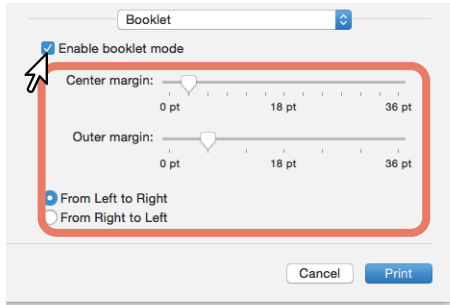 Booklet
Enable booklet mode
Center margin:
0 pt 18 pt 36 pt
Outer margin:
0 pt 18 pt 36 pt
From Left to Right
From Right to Left
Cancel Print